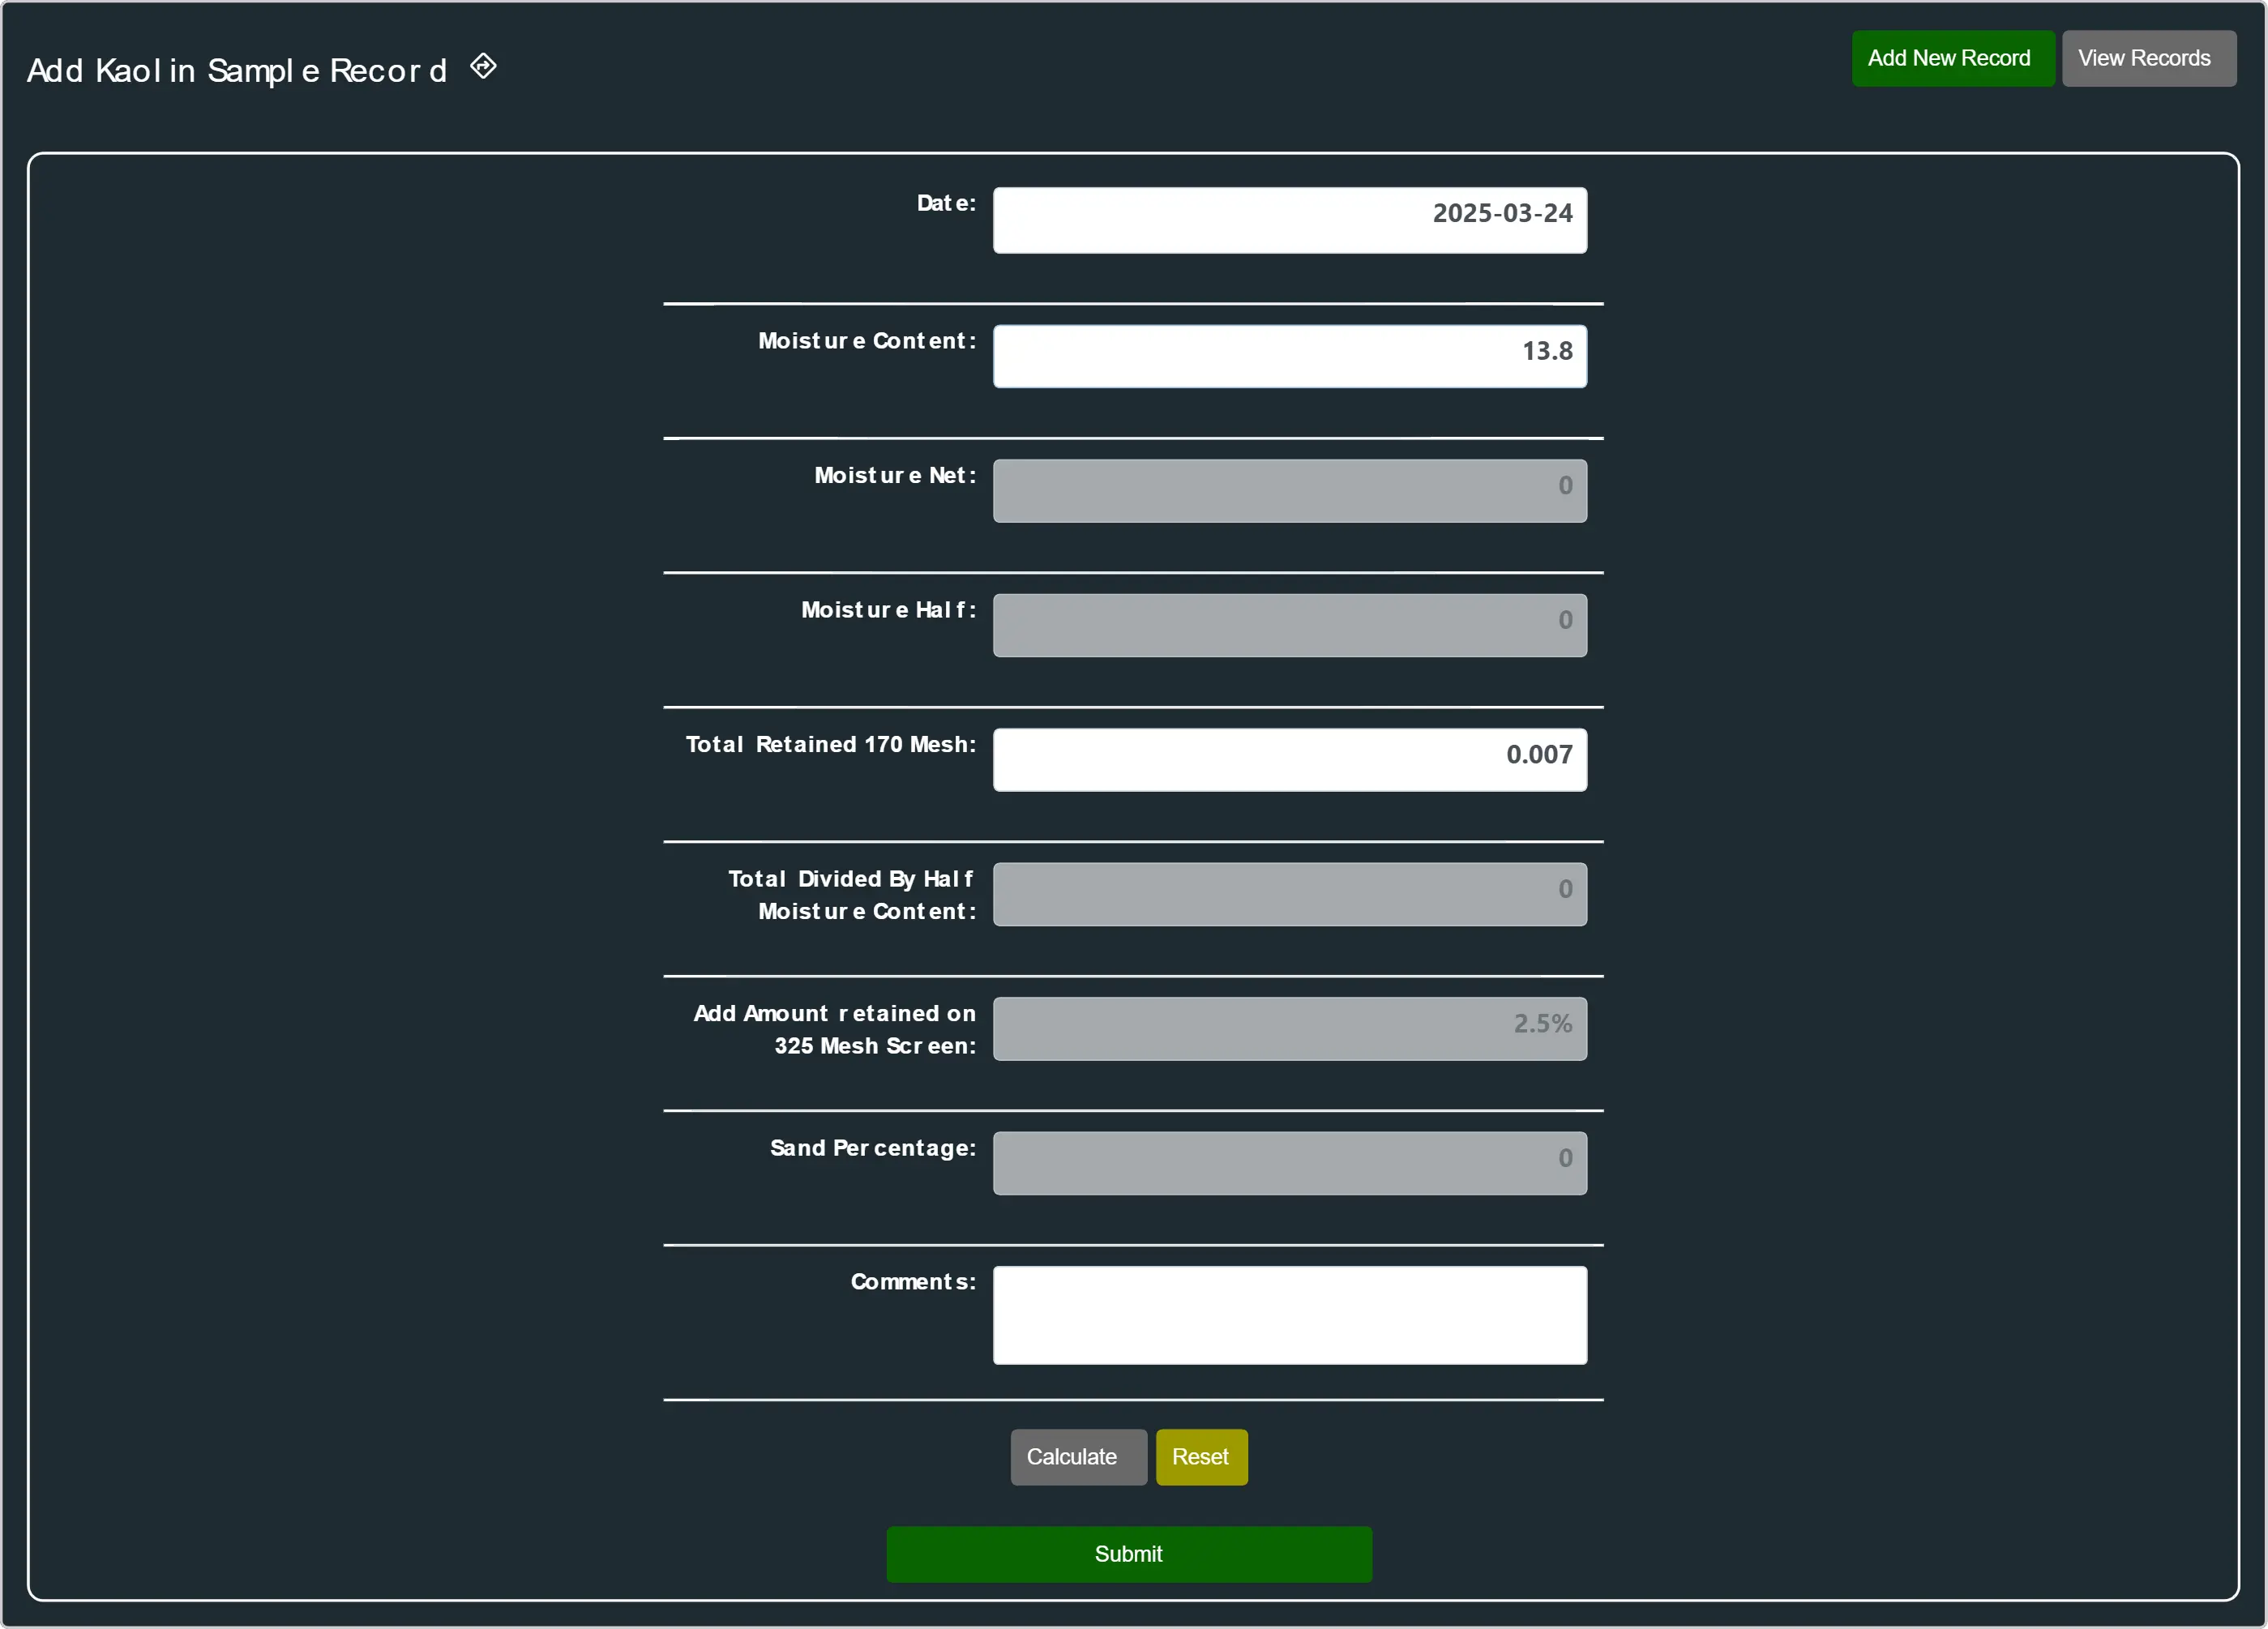 Add Kaolin Sample Record
Add New Record
View Records
Date:
2025-03-24
Moisture Content:
13.8
Moisture Net:
0
Moisture Half:
0
Total Retained 170 Mesh:
0.007
Total Divided By Half
Moisture Content:
0
Add Amount retained on
325 Mesh Screen:
2.5%
Sand Percentage:
0
Comments:
Calculate
Reset
Submit